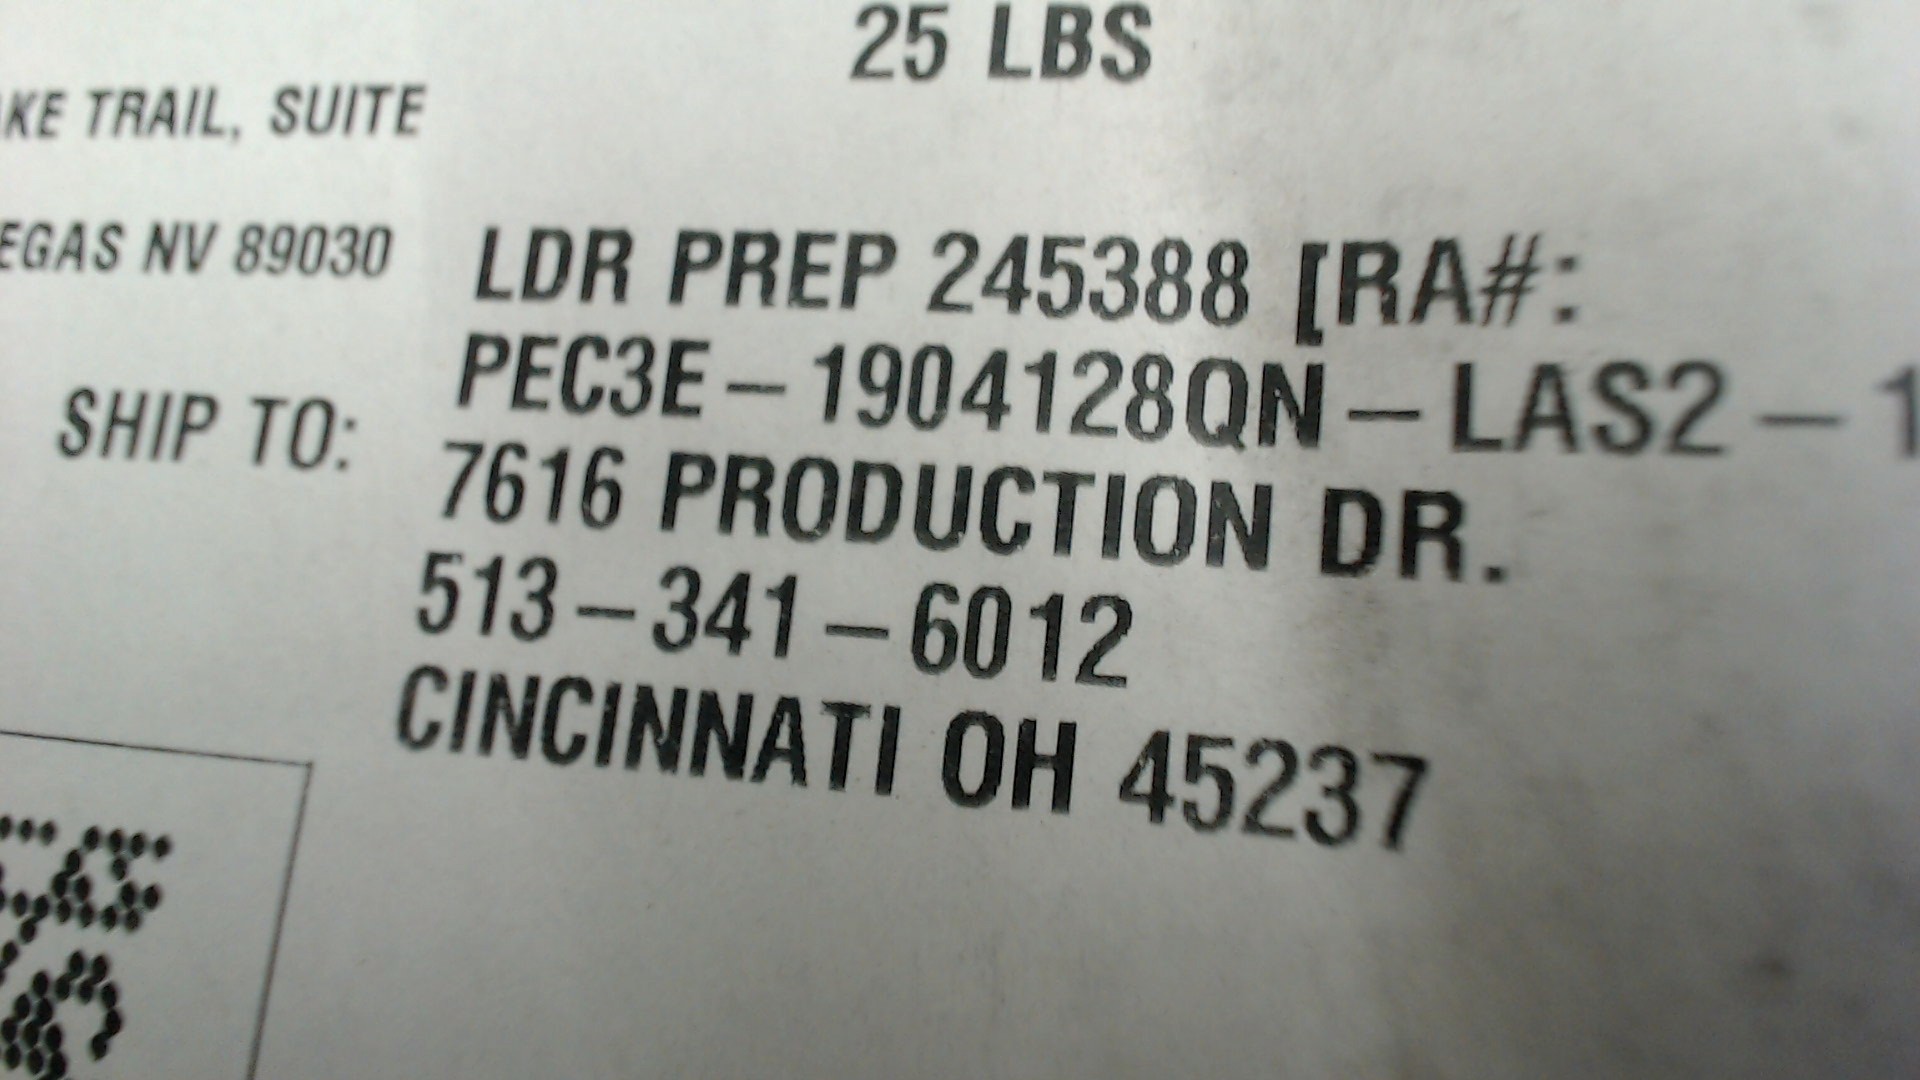 25 LBS
AKE TRAIL, SUITE
EGAS NV 89030
SHIP TO:
LDR PREP 245388 [RA#:
PEC3E-1904128QN-LAS2-1
7616 PRODUCTION DR.
513-341-6012
CINCINNATI OH 45237